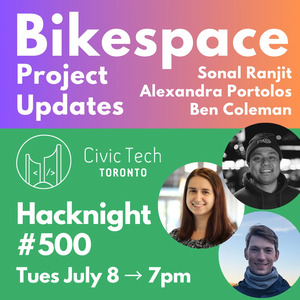 Bikespace
Project
Updates
Sonal Ranjit
Alexandra Portolos
Ben Coleman
</>
Civic Tech
TORONTO
Hacknight
#500
Tues July 8 → 7pm